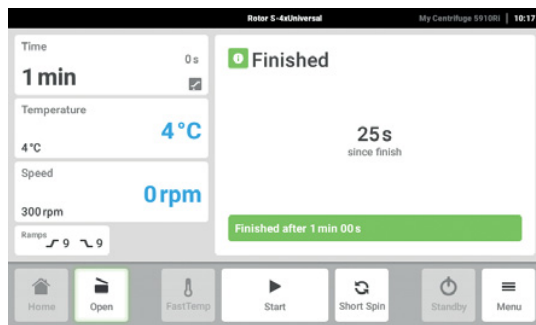 Rotor S-4xUniversal
My Centrifuge 5910Ri | 10:17
Time
0 s
1 min
Temperature
4 °C
4 °C
Speed
0 rpm
300 rpm
Ramps
9 9
Finished
25 s
since finish
Finished after 1 min 00 s
Home
Open
FastTemp
Start
Short Spin
Standby
Menu